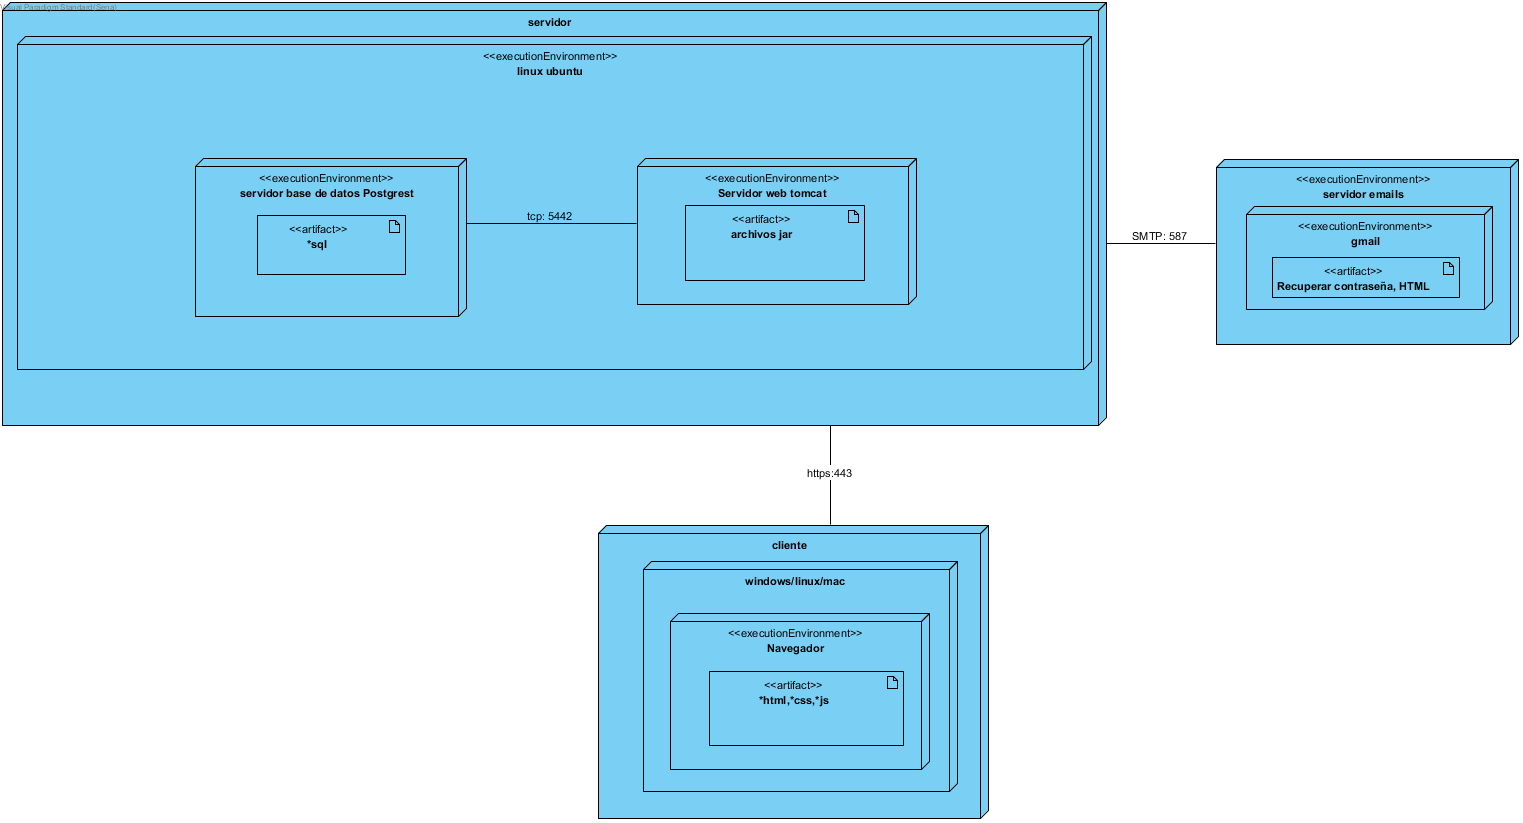 Visual Paradigm Standard(Sena)
servidor
<<executionEnvironment>>
linux ubuntu
<<executionEnvironment>>
servidor base de datos Postgrest
<<artifact>>
*sql
tcp: 5442
<<executionEnvironment>>
Servidor web tomcat
<<artifact>>
archivos jar
SMTP: 587
<<executionEnvironment>>
servidor emails
<<executionEnvironment>>
gmail
<<artifact>>
Recuperar contraseña, HTML
https:443
cliente
windows/linux/mac
<<executionEnvironment>>
Navegador
<<artifact>>
*html,*css,*js